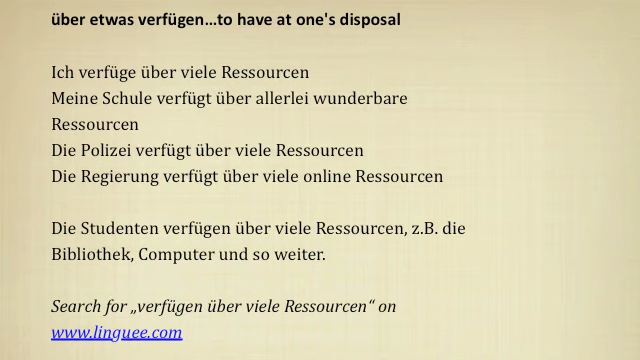 über etwas verfügen...to have at one's disposal
Ich verfüge über viele Ressourcen
Meine Schule verfügt über allerlei wunderbare
Ressourcen
Die Polizei verfügt über viele Ressourcen
Die Regierung verfügt über viele online Ressourcen
Die Studenten verfügen über viele Ressourcen, z.B. die
Bibliothek, Computer und so weiter.
Search for „verfügen über viele Ressourcen“ on
www.linguee.com